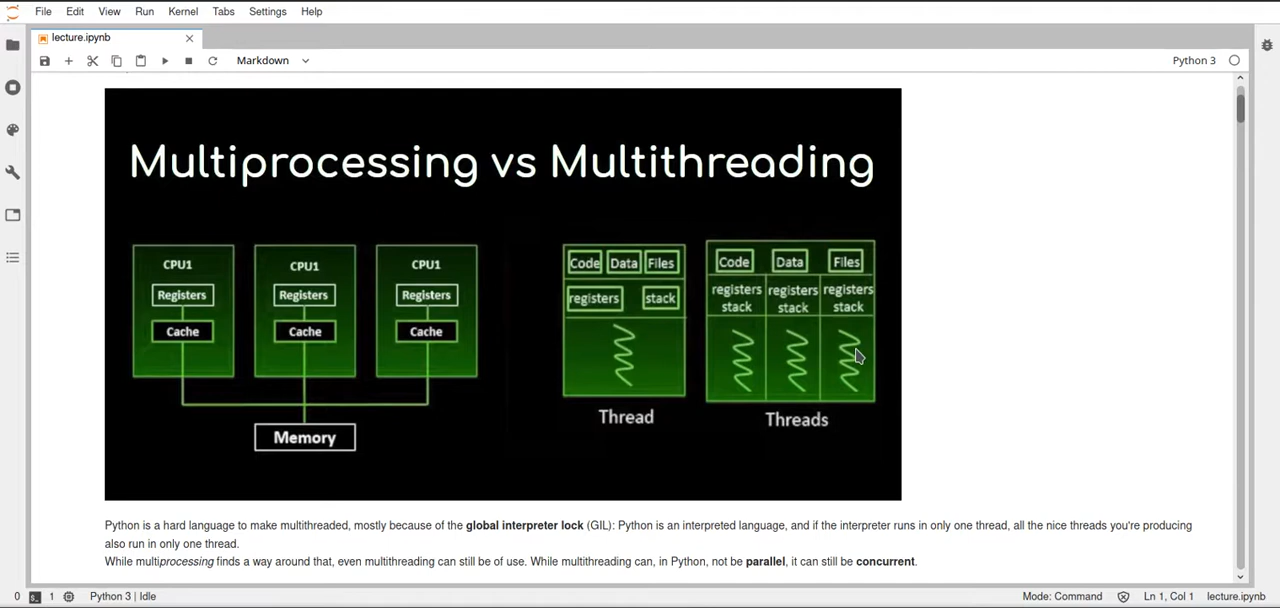 File Edit View Run Kernel Tabs Settings Help
lecture.ipynb
Markdown
Python 3
Multiprocessing vs Multithreading
CPU1 CPU1 CPU1
Registers Registers Registers
Cache Cache Cache
Memory
Code Data Files
registers stack
Thread
Code Data Files
registers registers registers
stack stack stack
Threads
Python is a hard language to make multithreaded, mostly because of the global interpreter lock (GIL): Python is an interpreted language, and if the interpreter runs in only one thread, all the nice threads you're producing
also run in only one thread.
While multiprocessing finds a way around that, even multithreading can still be of use. While multithreading can, in Python, not be parallel, it can still be concurrent.
0 1 Python 3 | Idle Mode: Command Ln 1, Col 1 lecture.ipynb